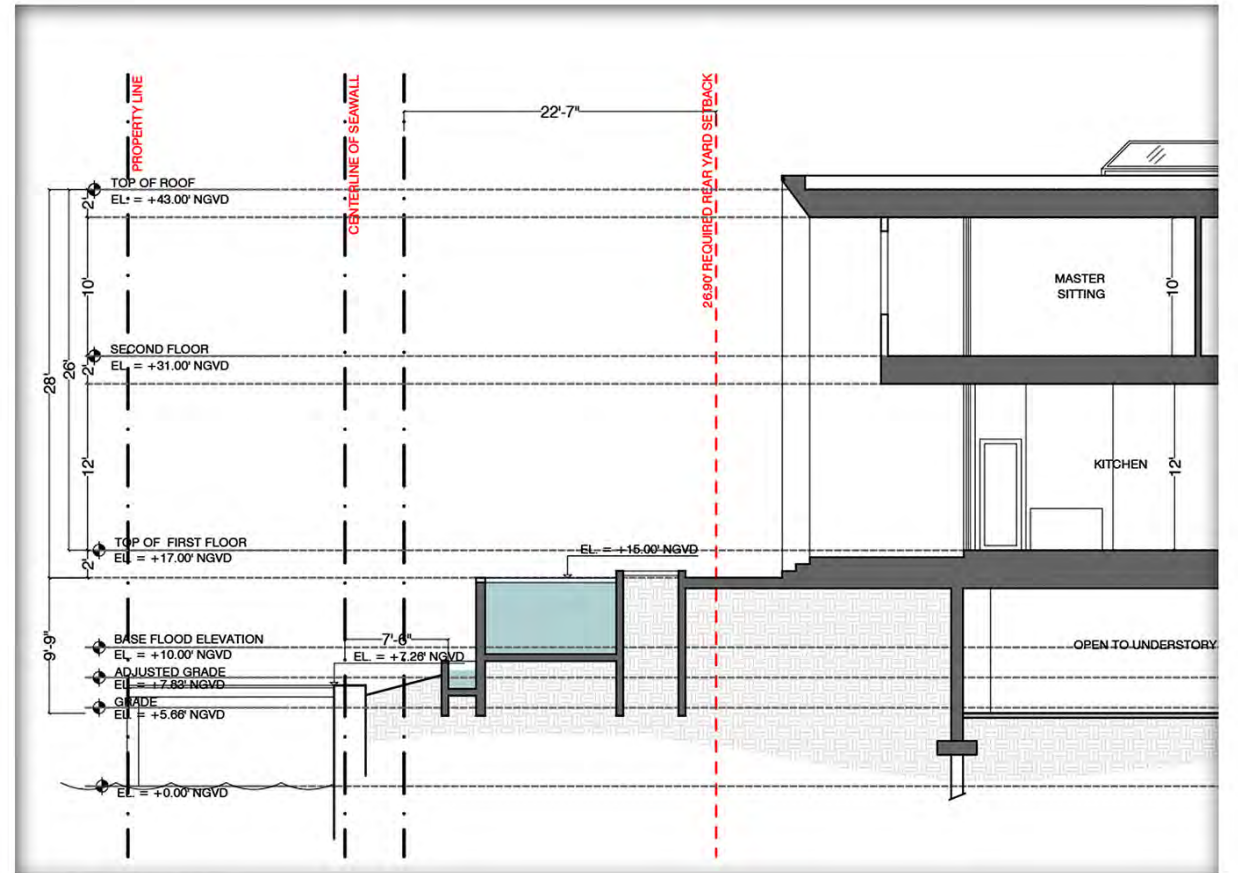 PROPERTY LINE
CENTERLINE OF SEAWALL
26.90' REQUIRED REAR YARD SETBACK
22'-7"
TOP OF ROOF
EL. = +43.00' NGVD
2'
10'
MASTER
SITTING
10'
SECOND FLOOR
EL. = +31.00' NGVD
2'
28'
26'
12'
KITCHEN
12'
TOP OF FIRST FLOOR
EL. = +17.00' NGVD
2'
EL. = +15.00' NGVD
9'-9"
BASE FLOOD ELEVATION
EL. = +10.00' NGVD
7'-6"
EL. = +7.26' NGVD
OPEN TO UNDERSTORY
ADJUSTED GRADE
EL. = +7.83' NGVD
GRADE
EL. = +5.66' NGVD
EL. = +0.00' NGVD